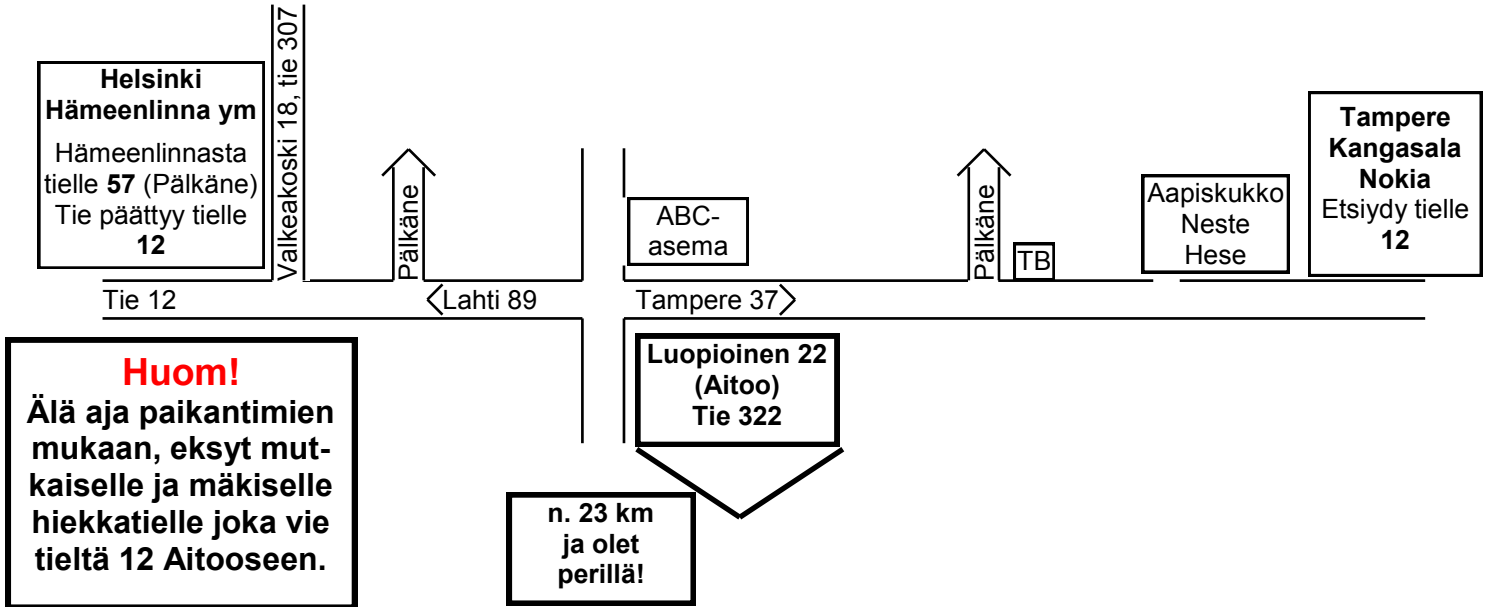 Helsinki
Hämeenlinna ym
Hämeenlinnasta
tielle 57 (Pälkäne)
Tie päättyy tielle
12
Valkeakoski 18, tie 307
Pälkäne
ABC-
asema
Pälkäne
TB
Aapiskukko
Neste
Hese
Tampere
Kangasala
Nokia
Etsiydy tielle
12
Tie 12
Lahti 89
Tampere 37
Huom!
Älä aja paikantimien
mukaan, eksyt mut-
kaiselle ja mäkiselle
hiekkatielle joka vie
tieltä 12 Aitooseen.
Luopioinen 22
(Aitoo)
Tie 322
n. 23 km
ja olet
perillä!